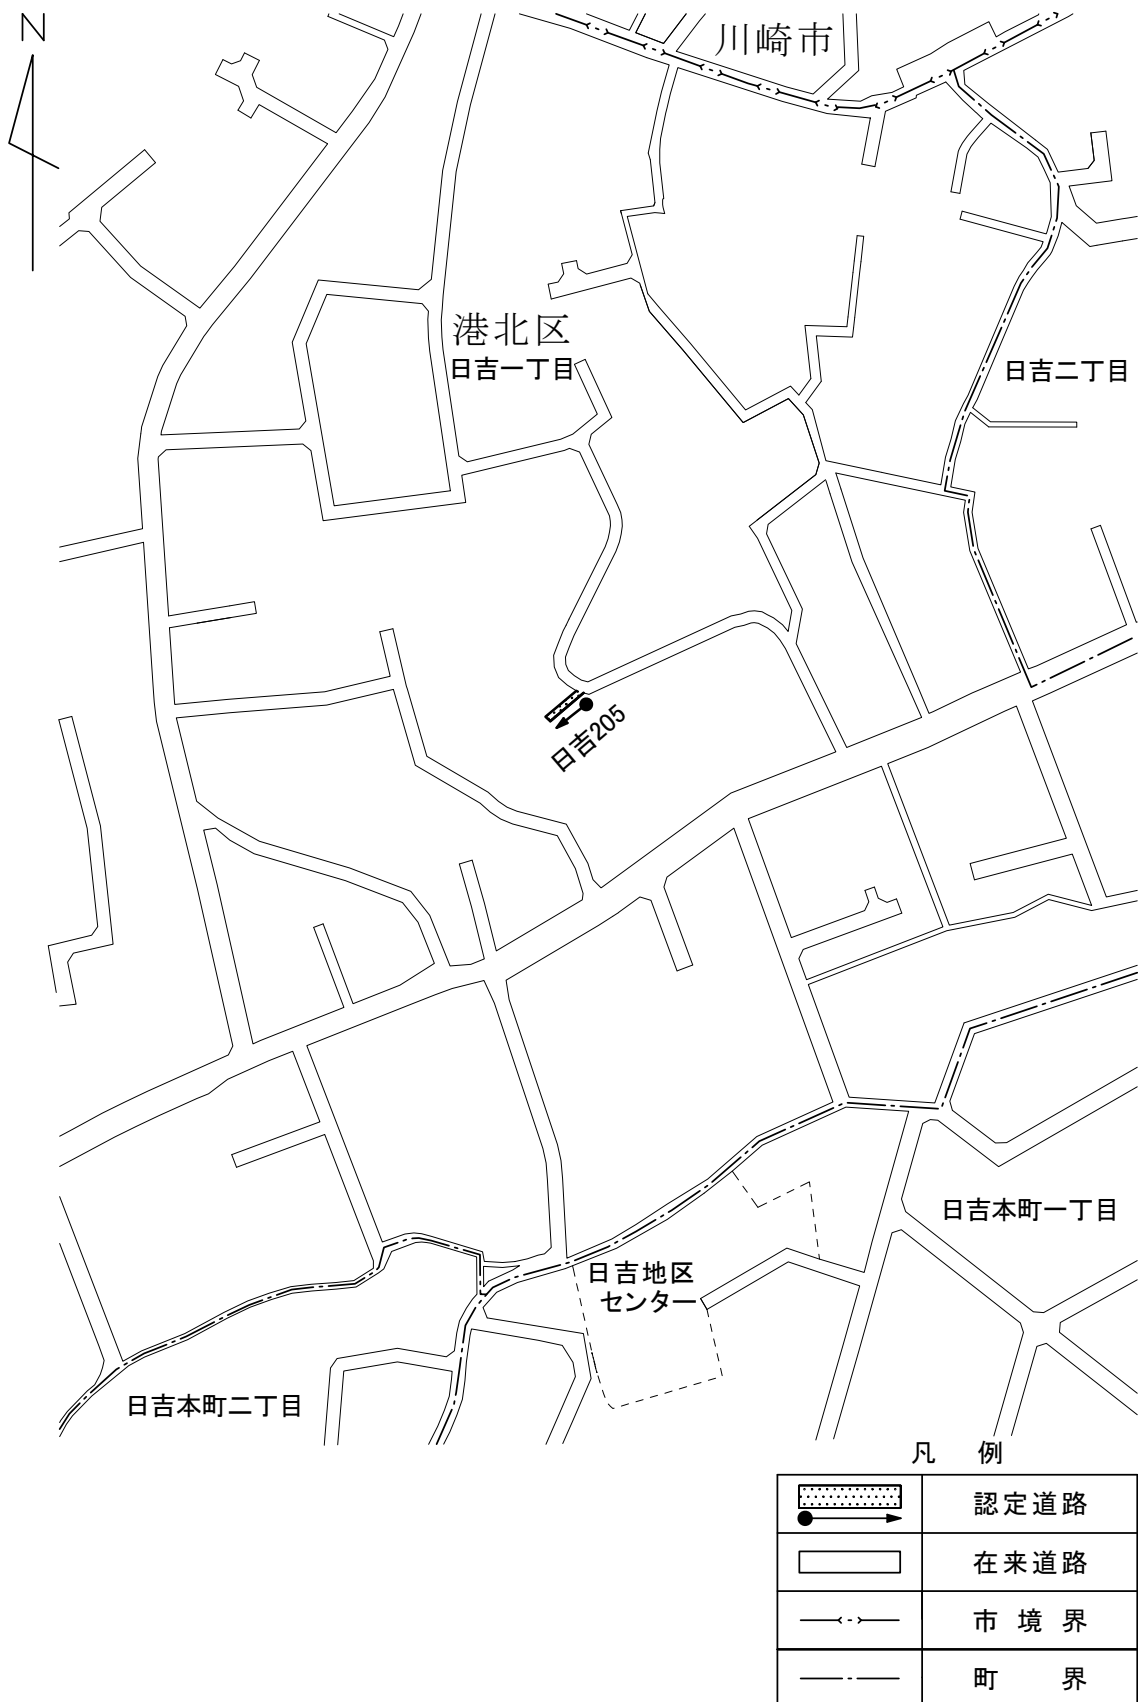 N
川崎市
港北区
日吉一丁目
日吉二丁目
日吉205
日吉本町一丁目
日吉地区
センター
日吉本町二丁目
凡 例
認定道路
在来道路
市境界
町 界